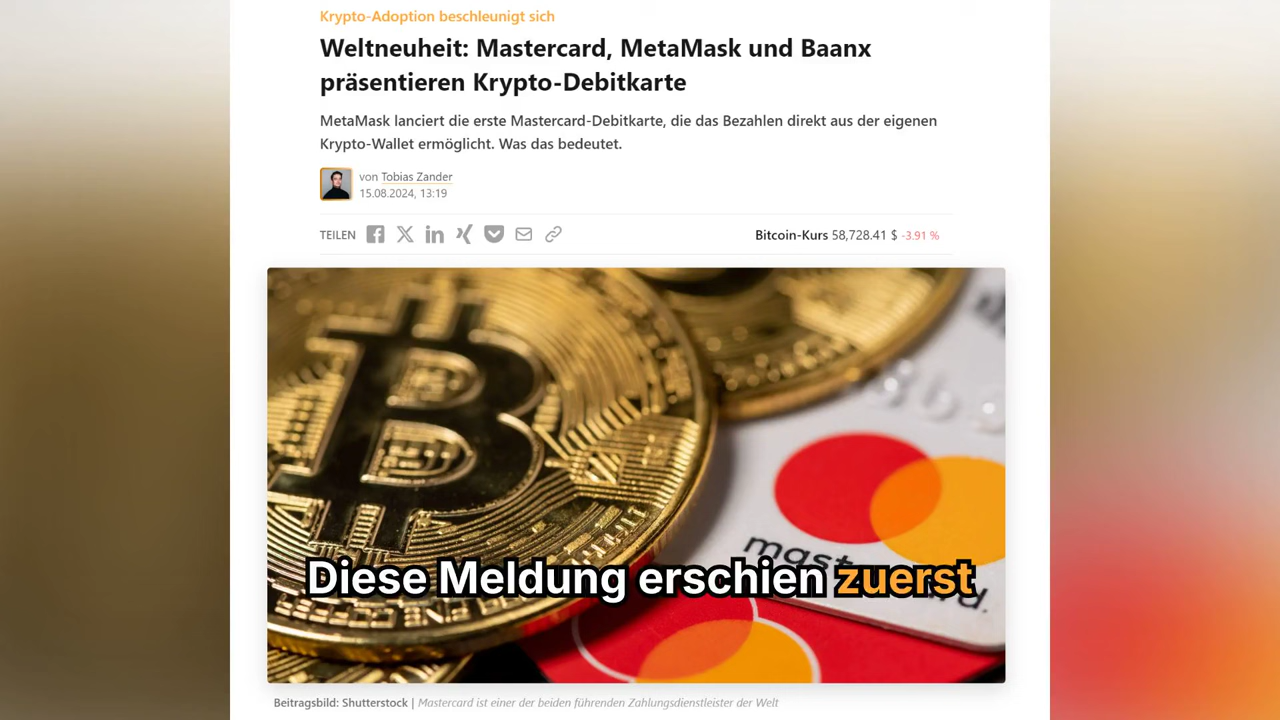 Krypto-Adoption beschleunigt sich
Weltneuheit: Mastercard, MetaMask und Baanx
präsentieren Krypto-Debitkarte
MetaMask lanciert die erste Mastercard-Debitkarte, die das Bezahlen direkt aus der eigenen
Krypto-Wallet ermöglicht. Was das bedeutet.
von Tobias Zander
15.08.2024, 13:19
TEILEN
Bitcoin-Kurs 58,728.41 $ -3.91 %
Diese Meldung erschien zuerst
Beitragsbild: Shutterstock | Mastercard ist einer der beiden führenden Zahlungsdienstleister der Welt